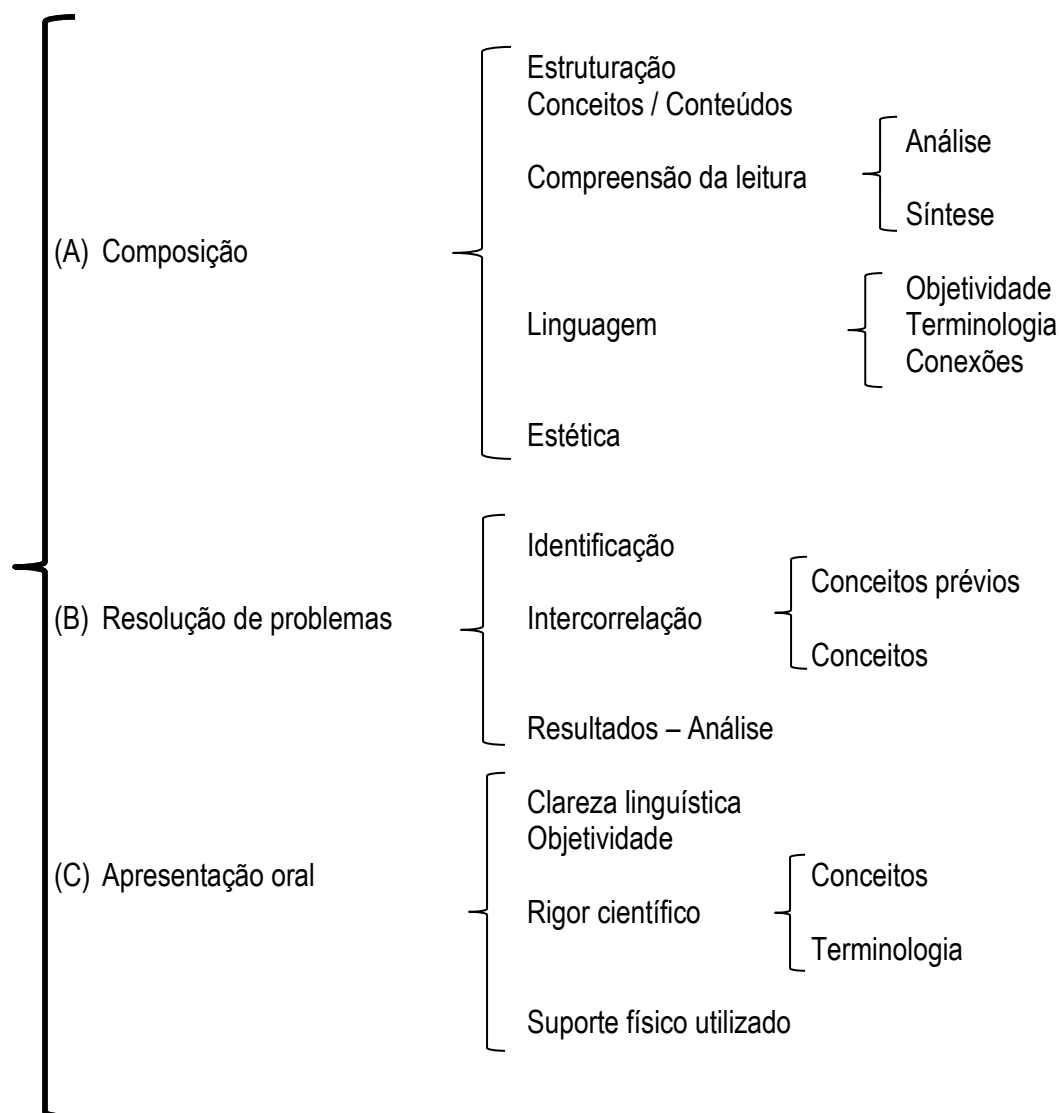 Estruturação
Conceitos / Conteúdos
Análise
Compreensão da leitura
Síntese
(A) Composição
Objetividade
Linguagem
Terminologia
Conexões
Estética
Identificação
Conceitos prévios
(B) Resolução de problemas
Intercorrelação
Conceitos
Resultados – Análise
Clareza linguística
Objetividade
(C) Apresentação oral
Conceitos
Rigor científico
Terminologia
Suporte físico utilizado